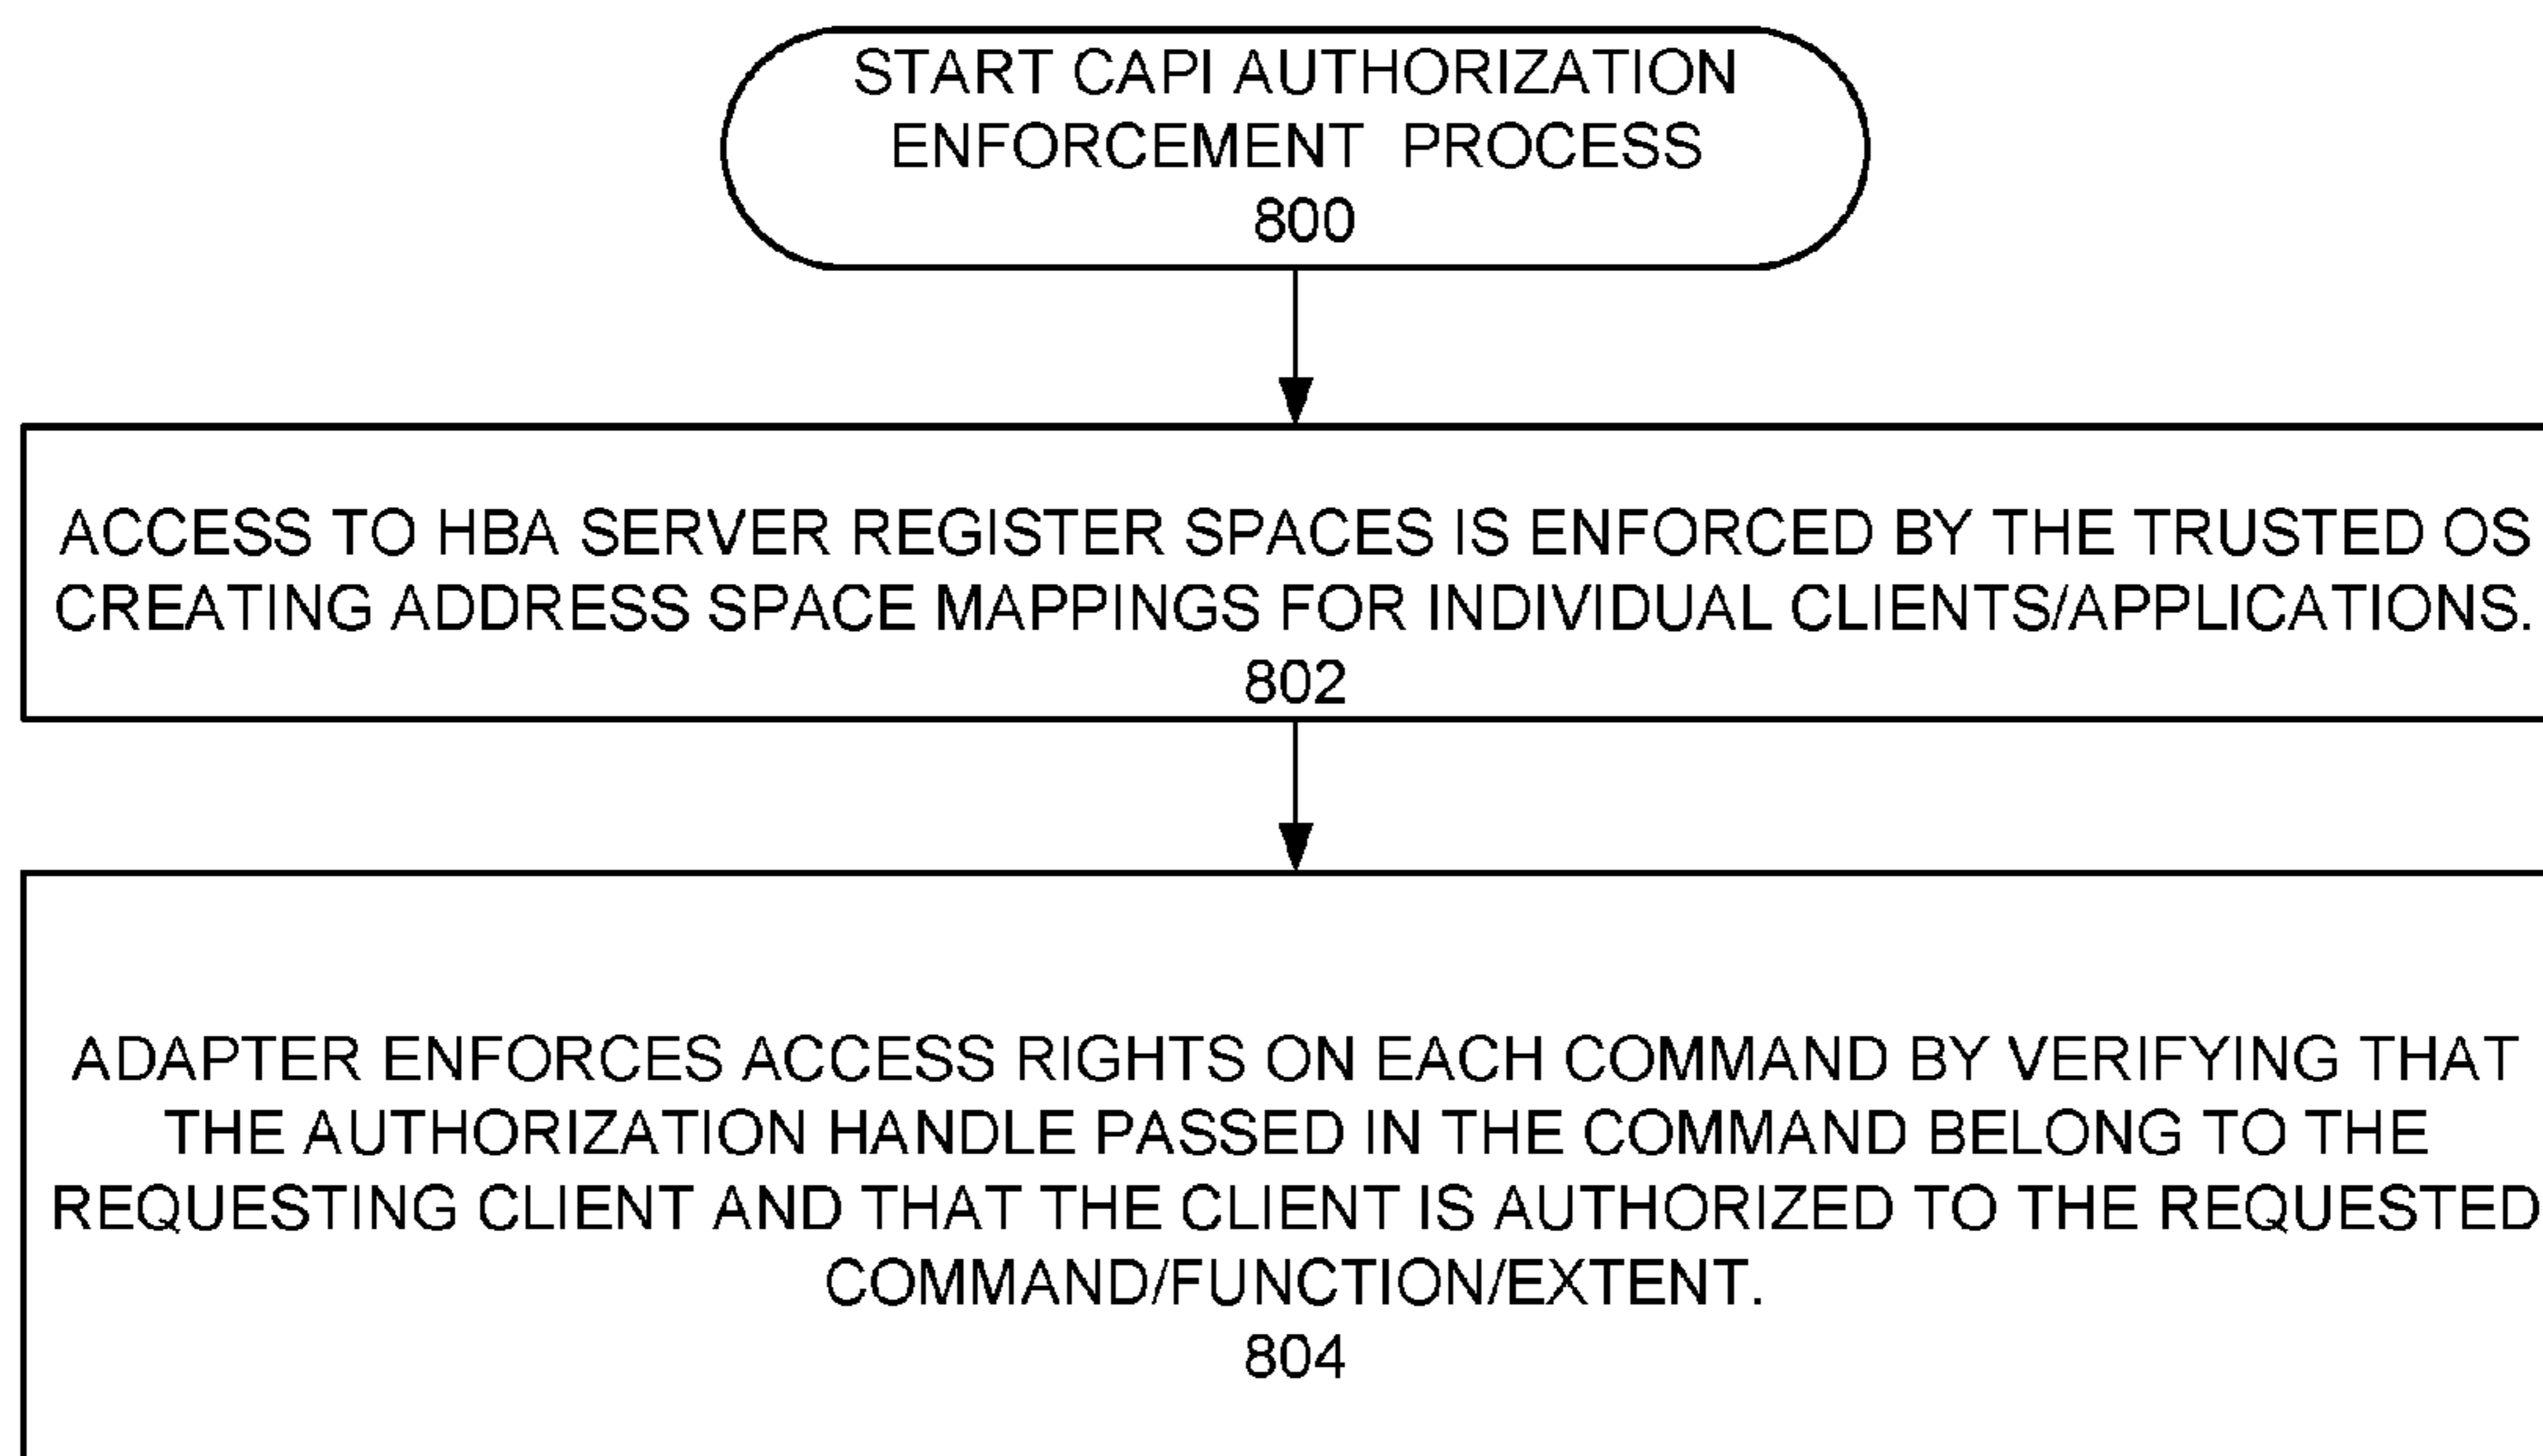 START CAPI AUTHORIZATION
ENFORCEMENT PROCESS
800
ACCESS TO HBA SERVER REGISTER SPACES IS ENFORCED BY THE TRUSTED OS
CREATING ADDRESS SPACE MAPPINGS FOR INDIVIDUAL CLIENTS/APPLICATIONS.
802
ADAPTER ENFORCES ACCESS RIGHTS ON EACH COMMAND BY VERIFYING THAT
THE AUTHORIZATION HANDLE PASSED IN THE COMMAND BELONG TO THE
REQUESTING CLIENT AND THAT THE CLIENT IS AUTHORIZED TO THE REQUESTED
COMMAND/FUNCTION/EXTENT.
804